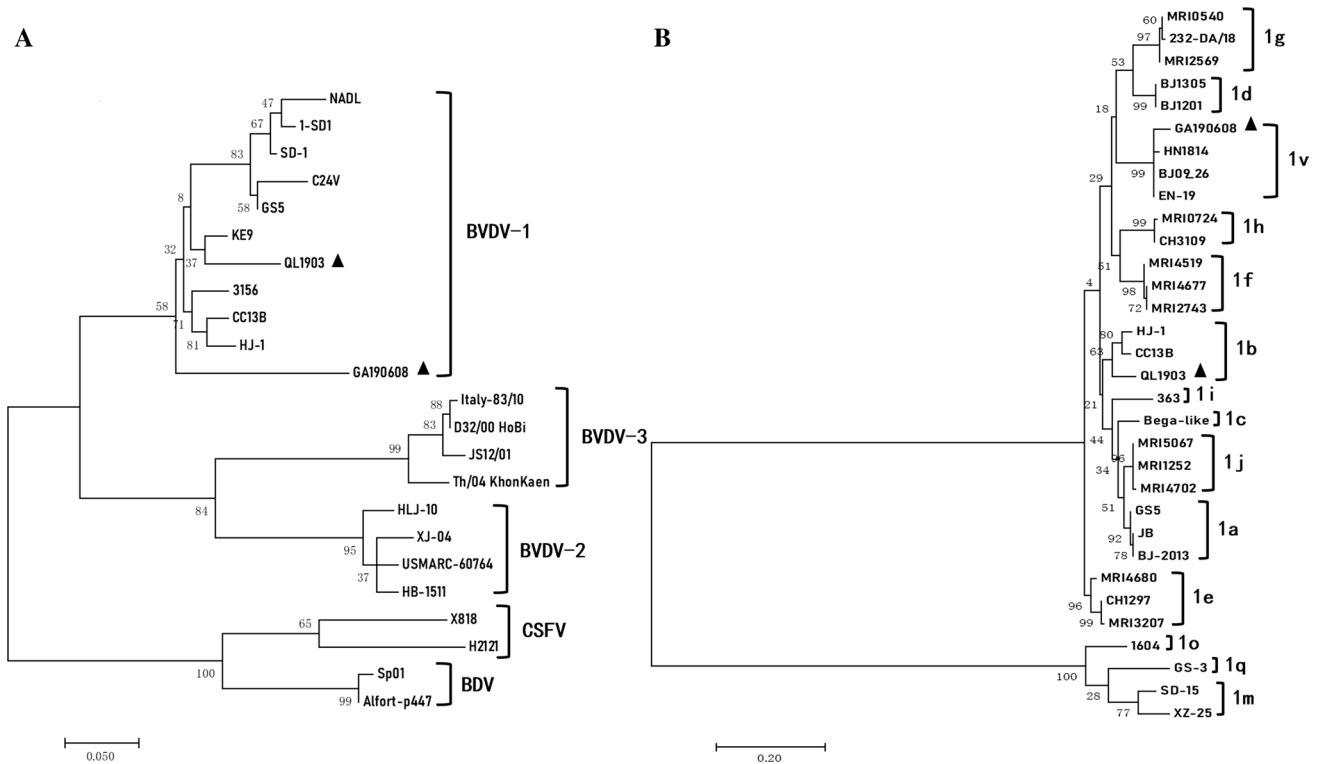 A
47
NADL
67
1-SD1
83
SD-1
C24V
58
GS5
8
KE9
BVDV-1
32
37
QL1903
3156
58
71
CC13B
81
HJ-1
GA190608
88
Italy-83/10
83
D32/00 HoBi
BVDV-3
99
JS12/01
Th/04 KhonKaen
84
HLJ-10
95
XJ-04
BVDV-2
USMARC-60764
37
HB-1511
65
X818
CSFV
H2121
100
Sp01
BDV
99
Alfort-p447
0.050
B
60
MRI0540
97
232-DA/18
1g
MRI2569
53
BJ1305
1d
99
BJ1201
18
GA190608
HN1814
1v
99
BJ09_26
EN-19
29
99
MRI0724
1h
CH3109
51
MRI4519
98
MRI4677
1f
72
MRI2743
4
80
HJ-1
63
CC13B
1b
QL1903
21
363
1i
Bega-like
1c
44
MRI5067
96
34
MRI1252
1j
MRI4702
51
GS5
92
JB
1a
78
BJ-2013
MRI4680
96
CH1297
1e
99
MRI3207
1604
1o
100
GS-3
1q
28
SD-15
1m
77
XZ-25
0.20